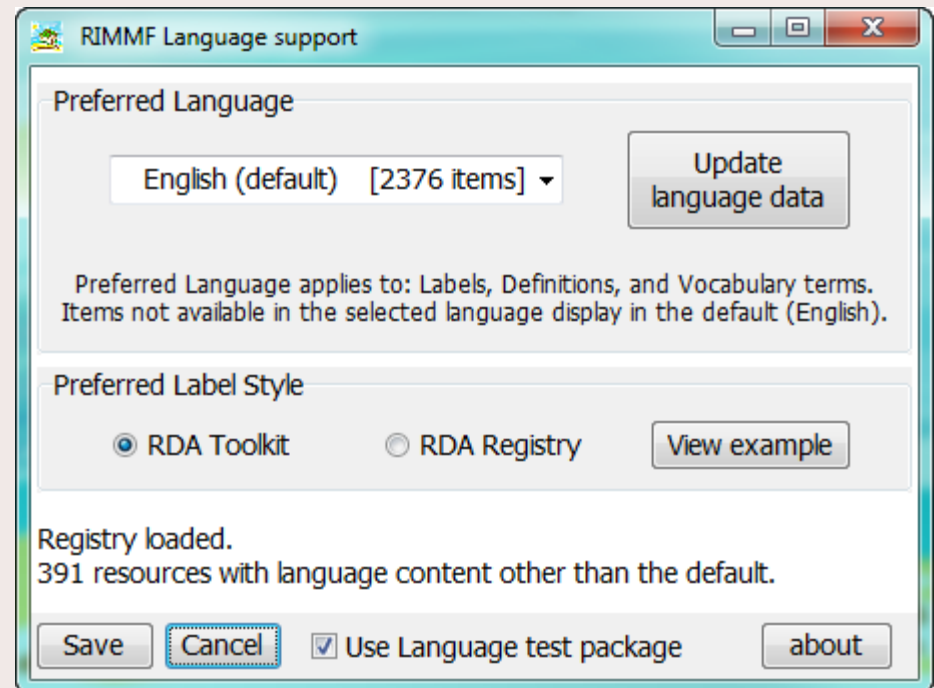 RIMMF Language support
Preferred Language
English (default) [2376 items]
Update
language data
Preferred Language applies to: Labels, Definitions, and Vocabulary terms.
Items not available in the selected language display in the default (English).
Preferred Label Style
RDA Toolkit
RDA Registry
View example
Registry loaded.
391 resources with language content other than the default.
Save
Cancel
Use Language test package
about